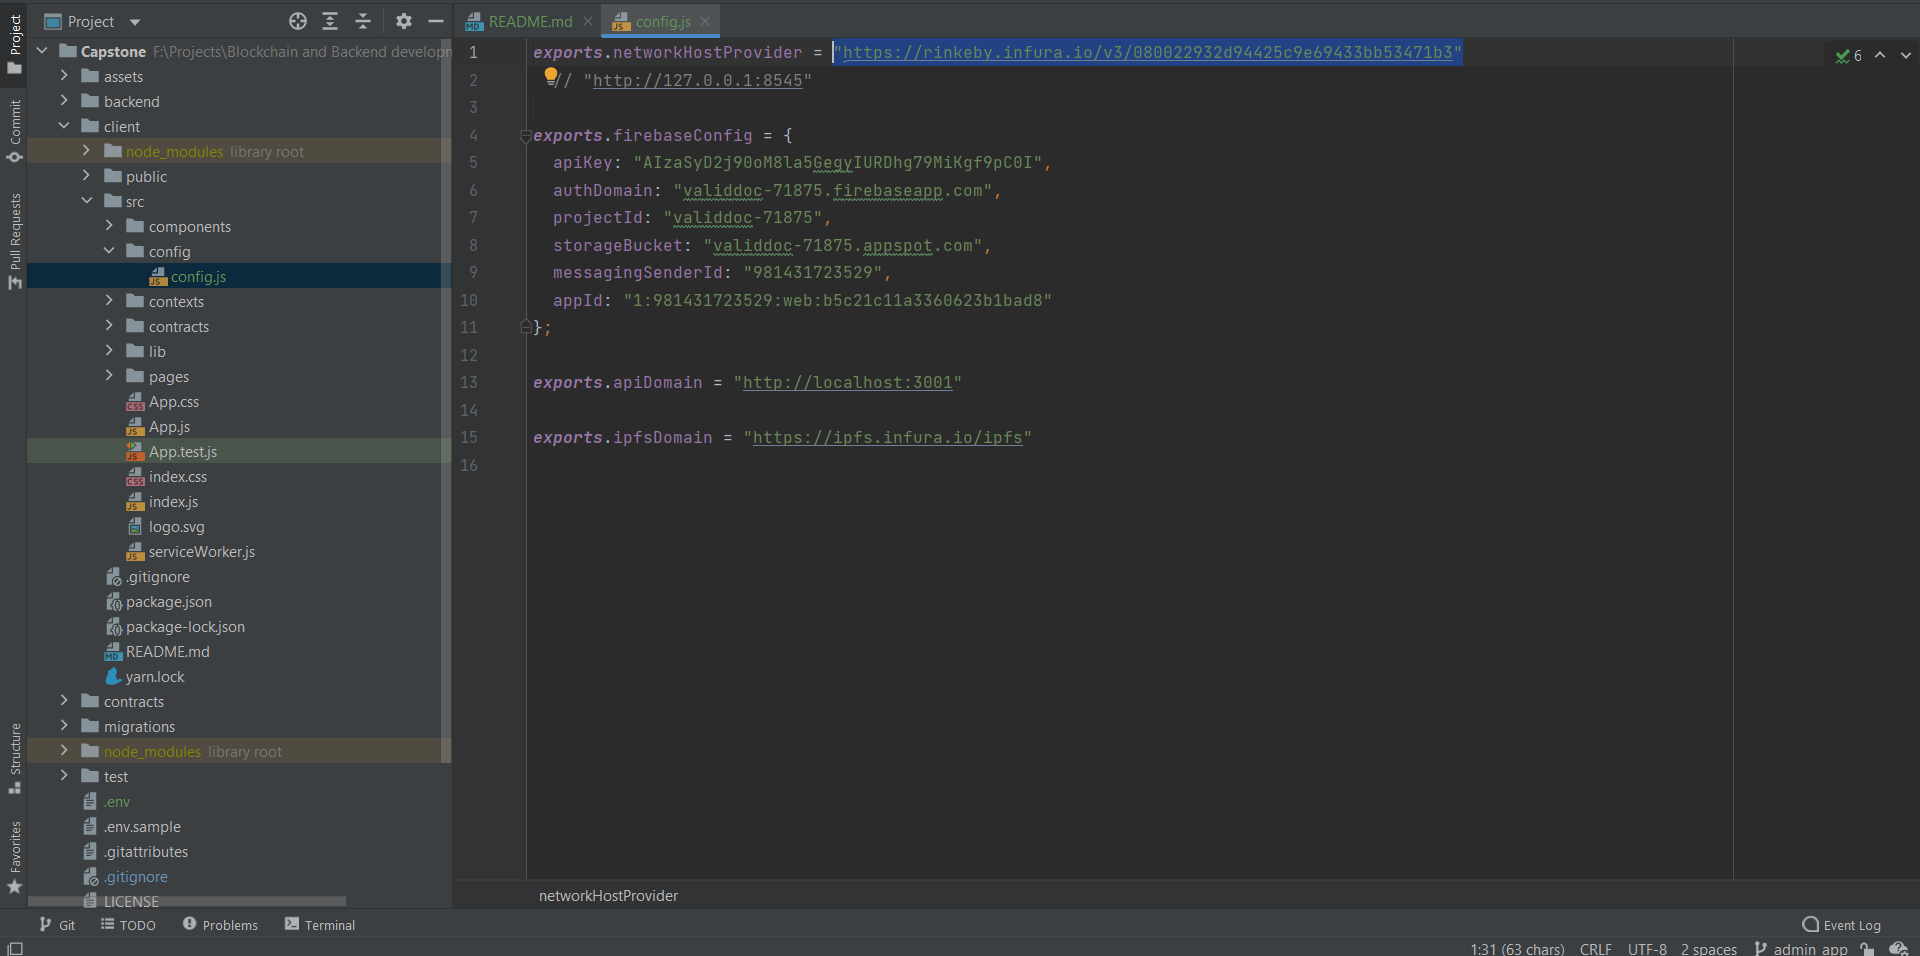 Project
README.md
config.js
Project
Commit
Pull Requests
Structure
Favorites
Capstone F:\Projects\Blockchain and Backend developm
assets
backend
client
node_modules library root
public
src
components
config
config.js
contexts
contracts
lib
pages
App.css
App.js
App.test.js
index.css
index.js
logo.svg
serviceWorker.js
.gitignore
package.json
package-lock.json
README.md
yarn.lock
contracts
migrations
node_modules library root
test
.env
.env.sample
.gitattributes
.gitignore
LICENSE
1 exports.networkHostProvider = "https://rinkeby.infura.io/v3/080022932d94425c9e69433bb53471b3"
2 // "http://127.0.0.1:8545"
3
4 exports.firebaseConfig = {
5 apiKey: "AIzaSyD2j90oM8la5GegyIURDhg79MiKgf9pC0I",
6 authDomain: "validdoc-71875.firebaseapp.com",
7 projectId: "validdoc-71875",
8 storageBucket: "validdoc-71875.appspot.com",
9 messagingSenderId: "981431723529",
10 appId: "1:981431723529:web:b5c21c11a3360623b1bad8"
11 };
12
13 exports.apiDomain = "http://localhost:3001"
14
15 exports.ipfsDomain = "https://ipfs.infura.io/ipfs"
16
6
networkHostProvider
Git TODO Problems Terminal Event Log
1:31 (63 chars) CRLF UTF-8 2 spaces admin_app